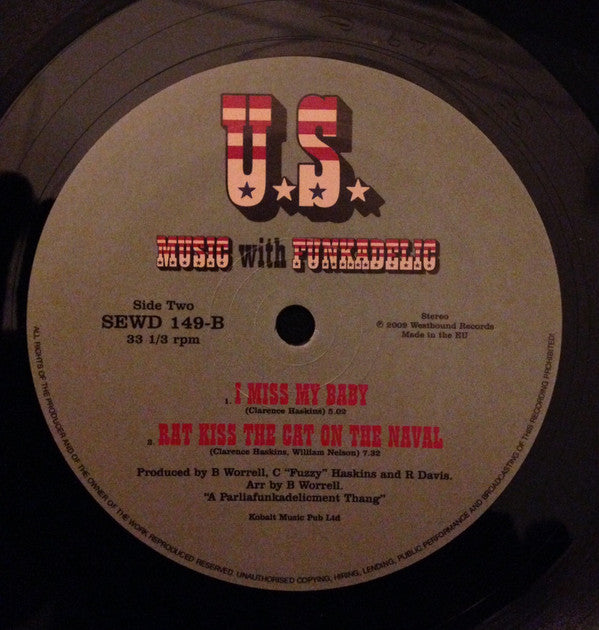 U.S.
MUSIC with FUNKADELIC
Side Two
SEWD 149-B
33 1/3 rpm
Stereo
℗ 2009 Westbound Records
Made in the EU
1. I MISS MY BABY
(Clarence Haskins) 5.02
2. RAT KISS THE CAT ON THE NAVAL
(Clarence Haskins, William Nelson) 7.32
Produced by B Worrell, C “Fuzzy” Haskins and R Davis.
Arr by B Worrell.
“A Parliafunkadelicment Thang”
Kobalt Music Pub Ltd
ALL RIGHTS OF THE PRODUCER AND OF THE OWNER OF THE WORK REPRODUCED RESERVED. UNAUTHORISED COPYING, HIRING, LENDING, PUBLIC PERFORMANCE AND BROADCASTING OF THIS RECORDING PROHIBITED!